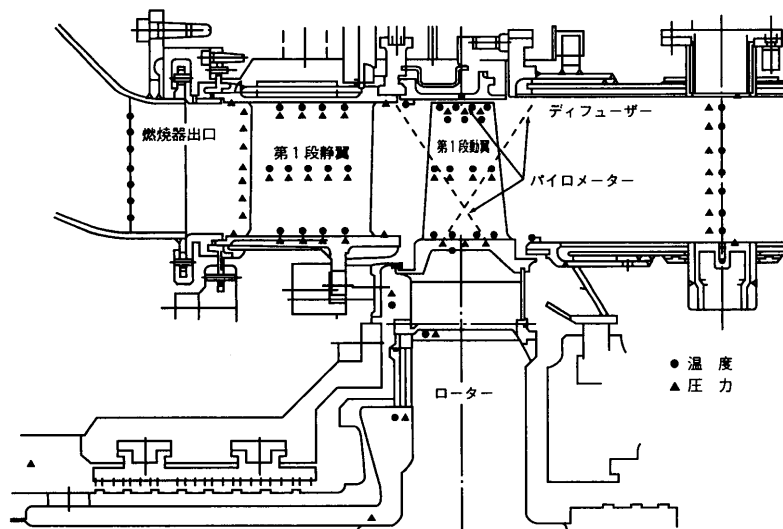 燃焼器出口
第1段静翼
第1段動翼
ディフューザー
パイロメーター
ローター
● 温 度
▲ 圧 力